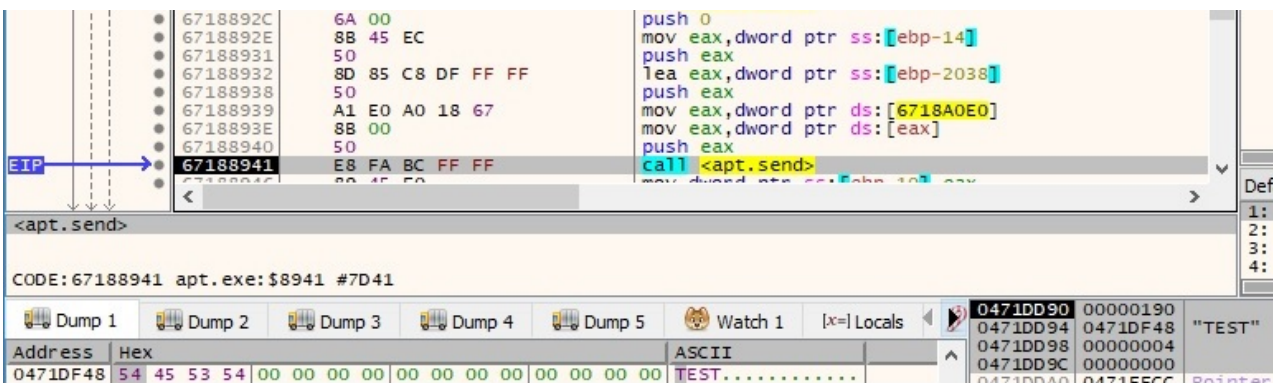 6718892C 6A 00 push 0
6718892E 8B 45 EC mov eax,dword ptr ss:[ebp-14]
67188931 50 push eax
67188932 8D 85 C8 DF FF FF lea eax,dword ptr ss:[ebp-2038]
67188938 50 push eax
67188939 A1 E0 A0 18 67 mov eax,dword ptr ds:[6718A0E0]
6718893E 8B 00 mov eax,dword ptr ds:[eax]
67188940 50 push eax
EIP 67188941 E8 FA BC FF FF call <apt.send>
Def
<apt.send> 1:
2:
3:
4:
CODE:67188941 apt.exe:$8941 #7D41
Dump 1 Dump 2 Dump 3 Dump 4 Dump 5 Watch 1 [x=] Locals
0471DD90 00000190
0471DD94 0471DF48 "TEST"
0471DD98 00000004
0471DD9C 00000000
Address Hex ASCII
0471DF48 54 45 53 54 00 00 00 00 00 00 00 00 00 00 00 00 TEST............